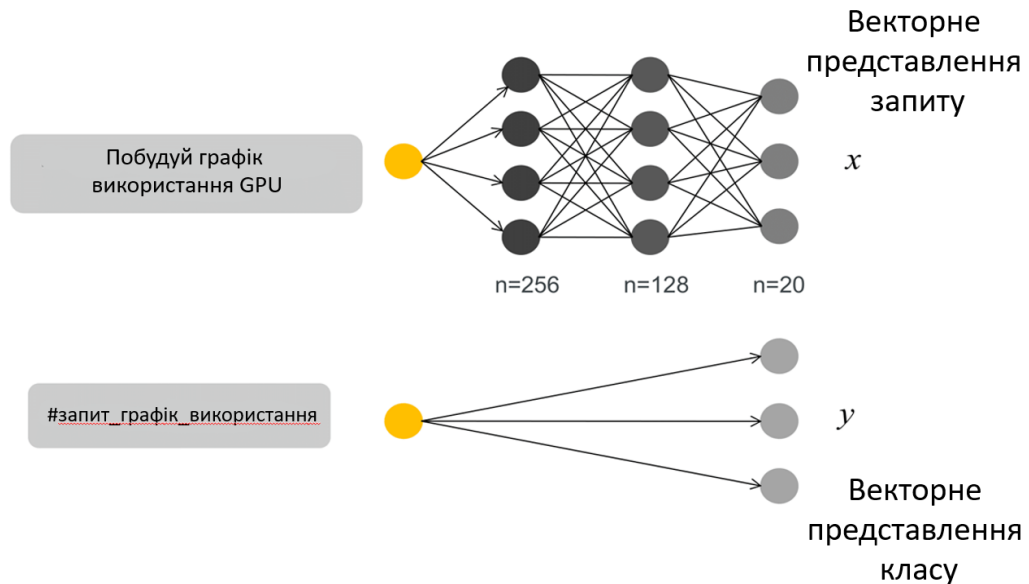 Векторне
представлення
запиту
Побудуй графік
використання GPU
x
n=256
n=128
n=20
#запит_графік_використання
y
Векторне
представлення
класу